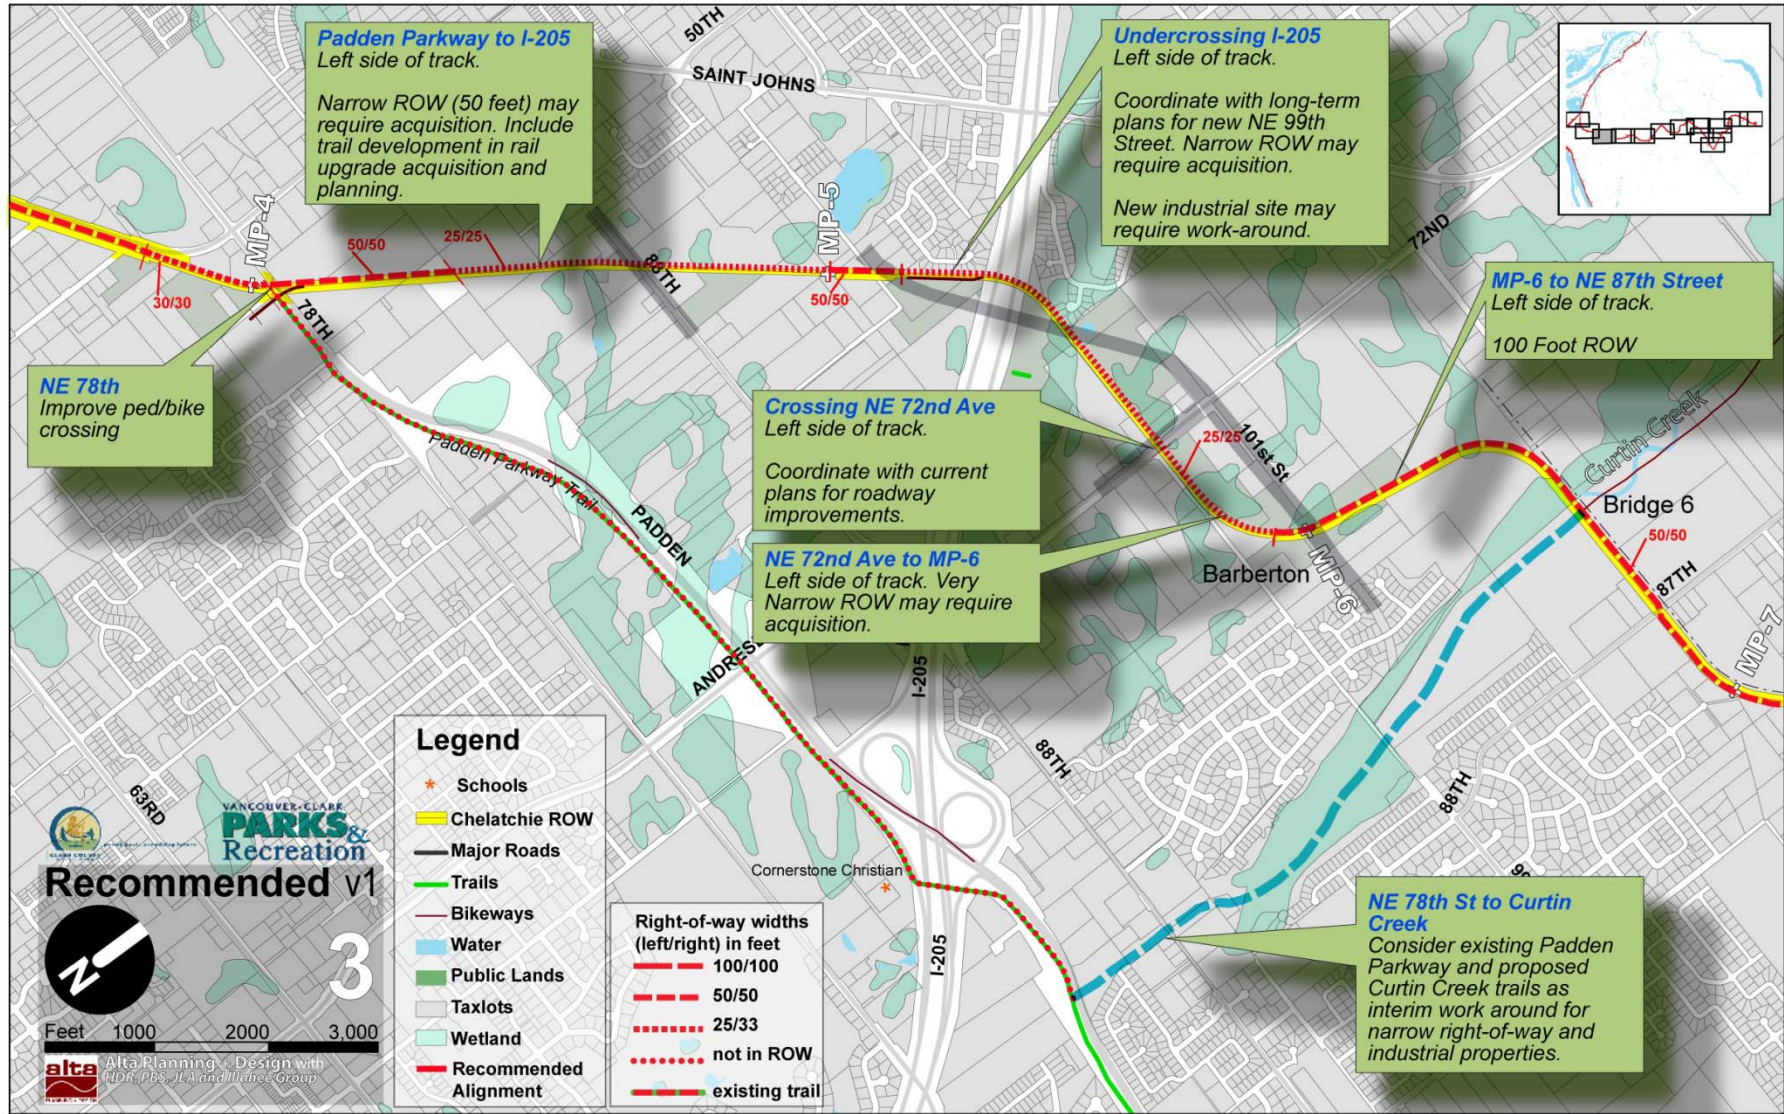 Padden Parkway to I-205
Left side of track.
Narrow ROW (50 feet) may
require acquisition. Include
trail development in rail
upgrade acquisition and
planning.
50TH
SAINT JOHNS
Undercrossing I-205
Left side of track.
Coordinate with long-term
plans for new NE 99th
Street. Narrow ROW may
require acquisition.
New industrial site may
require work-around.
72ND
MP-4
50/50
25/25
30/30
88TH
MP-5
50/50
78TH
MP-6 to NE 87th Street
Left side of track.
100 Foot ROW
NE 78th
Improve ped/bike
crossing
Padden Parkway Trail
PADDEN
Crossing NE 72nd Ave
Left side of track.
Coordinate with current
plans for roadway
improvements.
25/25
101st St
Curtin Creek
Bridge 6
50/50
NE 72nd Ave to MP-6
Left side of track. Very
Narrow ROW may require
acquisition.
Barberton
MP-6
87TH
MP-7
I-205
88TH
88TH
63RD
Cornerstone Christian
I-205
NE 78th St to Curtin
Creek
Consider existing Padden
Parkway and proposed
Curtin Creek trails as
interim work around for
narrow right-of-way and
industrial properties.
Legend
Schools
Chelatchie ROW
Major Roads
Trails
Bikeways
Water
Public Lands
Taxlots
Wetland
Recommended
Alignment
Right-of-way widths
(left/right) in feet
100/100
50/50
25/33
not in ROW
existing trail
VANCOUVER-CLARK
PARKS &
Recreation
Recommended v1
N
3
Feet 1000 2000 3,000
alta
Alta Planning + Design with
HDR, PBS, JLA and Illahee Group